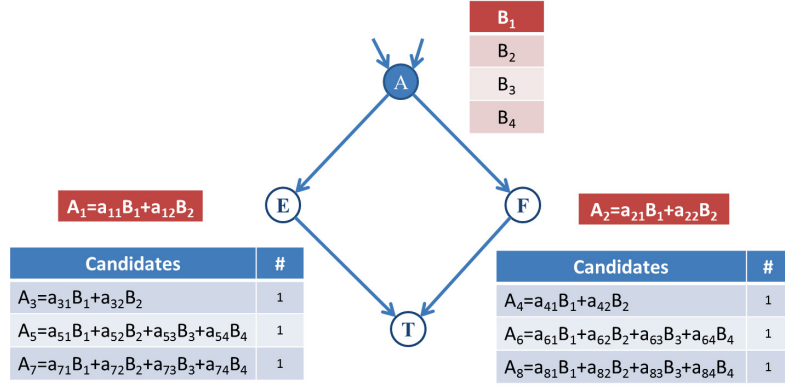 B₁
B₂
B₃
B₄
A
A₁=a₁₁B₁+a₁₂B₂
E
F
A₂=a₂₁B₁+a₂₂B₂
Candidates #
A₃=a₃₁B₁+a₃₂B₂ 1
A₅=a₅₁B₁+a₅₂B₂+a₅₃B₃+a₅₄B₄ 1
A₇=a₇₁B₁+a₇₂B₂+a₇₃B₃+a₇₄B₄ 1
T
Candidates #
A₄=a₄₁B₁+a₄₂B₂ 1
A₆=a₆₁B₁+a₆₂B₂+a₆₃B₃+a₆₄B₄ 1
A₈=a₈₁B₁+a₈₂B₂+a₈₃B₃+a₈₄B₄ 1